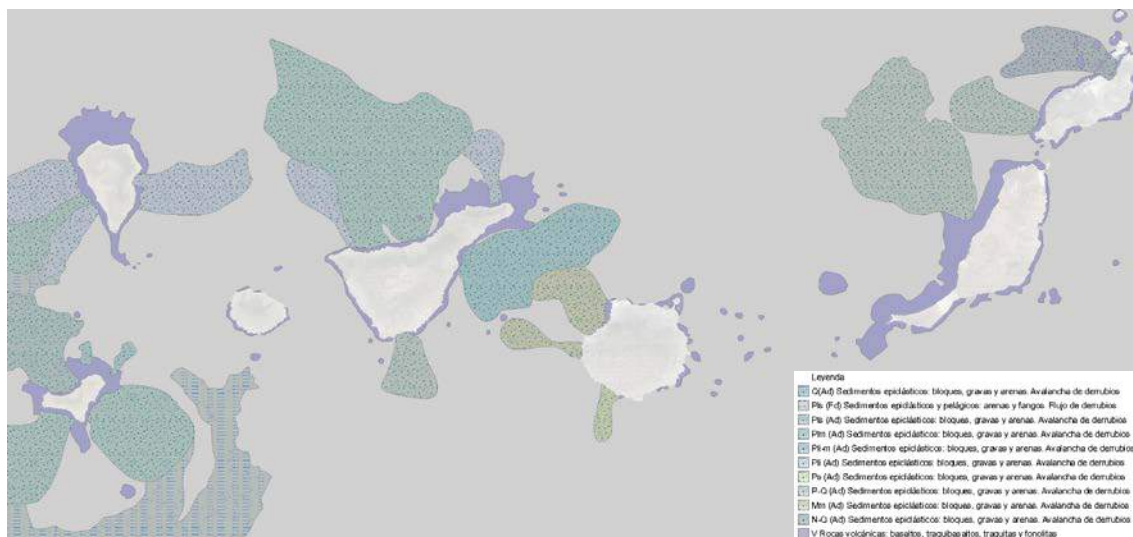 Leyenda
Q(Ad) Sedimentos epiclásticos: bloques, gravas y arenas. Avalancha de derrubios
Pls (Fd) Sedimentos epiclásticos y pelágicos: arenas y fangos. Flujo de derrubios
Pls (Ad) Sedimentos epiclásticos: bloques, gravas y arenas. Avalancha de derrubios
Plm (Ad) Sedimentos epiclásticos: bloques, gravas y arenas. Avalancha de derrubios
Pli-m (Ad) Sedimentos epiclásticos: bloques, gravas y arenas. Avalancha de derrubios
Pli (Ad) Sedimentos epiclásticos: bloques, gravas y arenas. Avalancha de derrubios
Ps (Ad) Sedimentos epiclásticos: bloques, gravas y arenas. Avalancha de derrubios
P-Q (Ad) Sedimentos epiclásticos: bloques, gravas y arenas. Avalancha de derrubios
Mm (Ad) Sedimentos epiclásticos: bloques, gravas y arenas. Avalancha de derrubios
N-Q (Ad) Sedimentos epiclásticos: bloques, gravas y arenas. Avalancha de derrubios
V Rocas volcánicas: basaltos, traquibasaltos, traquitas y fonolitas